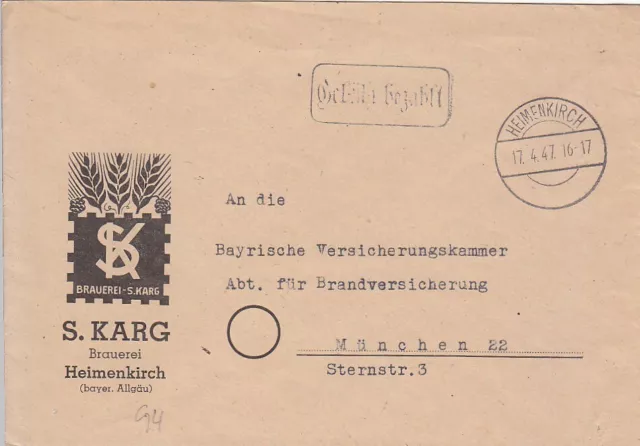 Gebühr bezahlt
HEIMENKIRCH
17. 4. 47. 16-17
SK
BRAUEREI-S.KARG
S. KARG
Brauerei
Heimenkirch
(bayer. Allgäu)
An die
Bayrische Versicherungskammer
Abt. für Brandversicherung
München 22
Sternstr.3
94